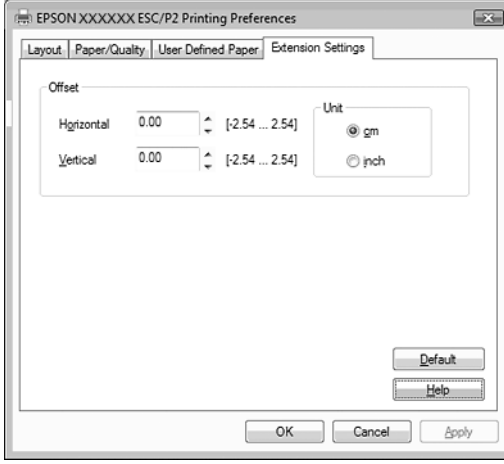 EPSON XXXXXX ESC/P2 Printing Preferences
Layout Paper/Quality User Defined Paper Extension Settings
Offset
Unit
Horizontal 0.00 [-2.54 ... 2.54] cm
Vertical 0.00 [-2.54 ... 2.54] inch
Default
Help
OK Cancel Apply